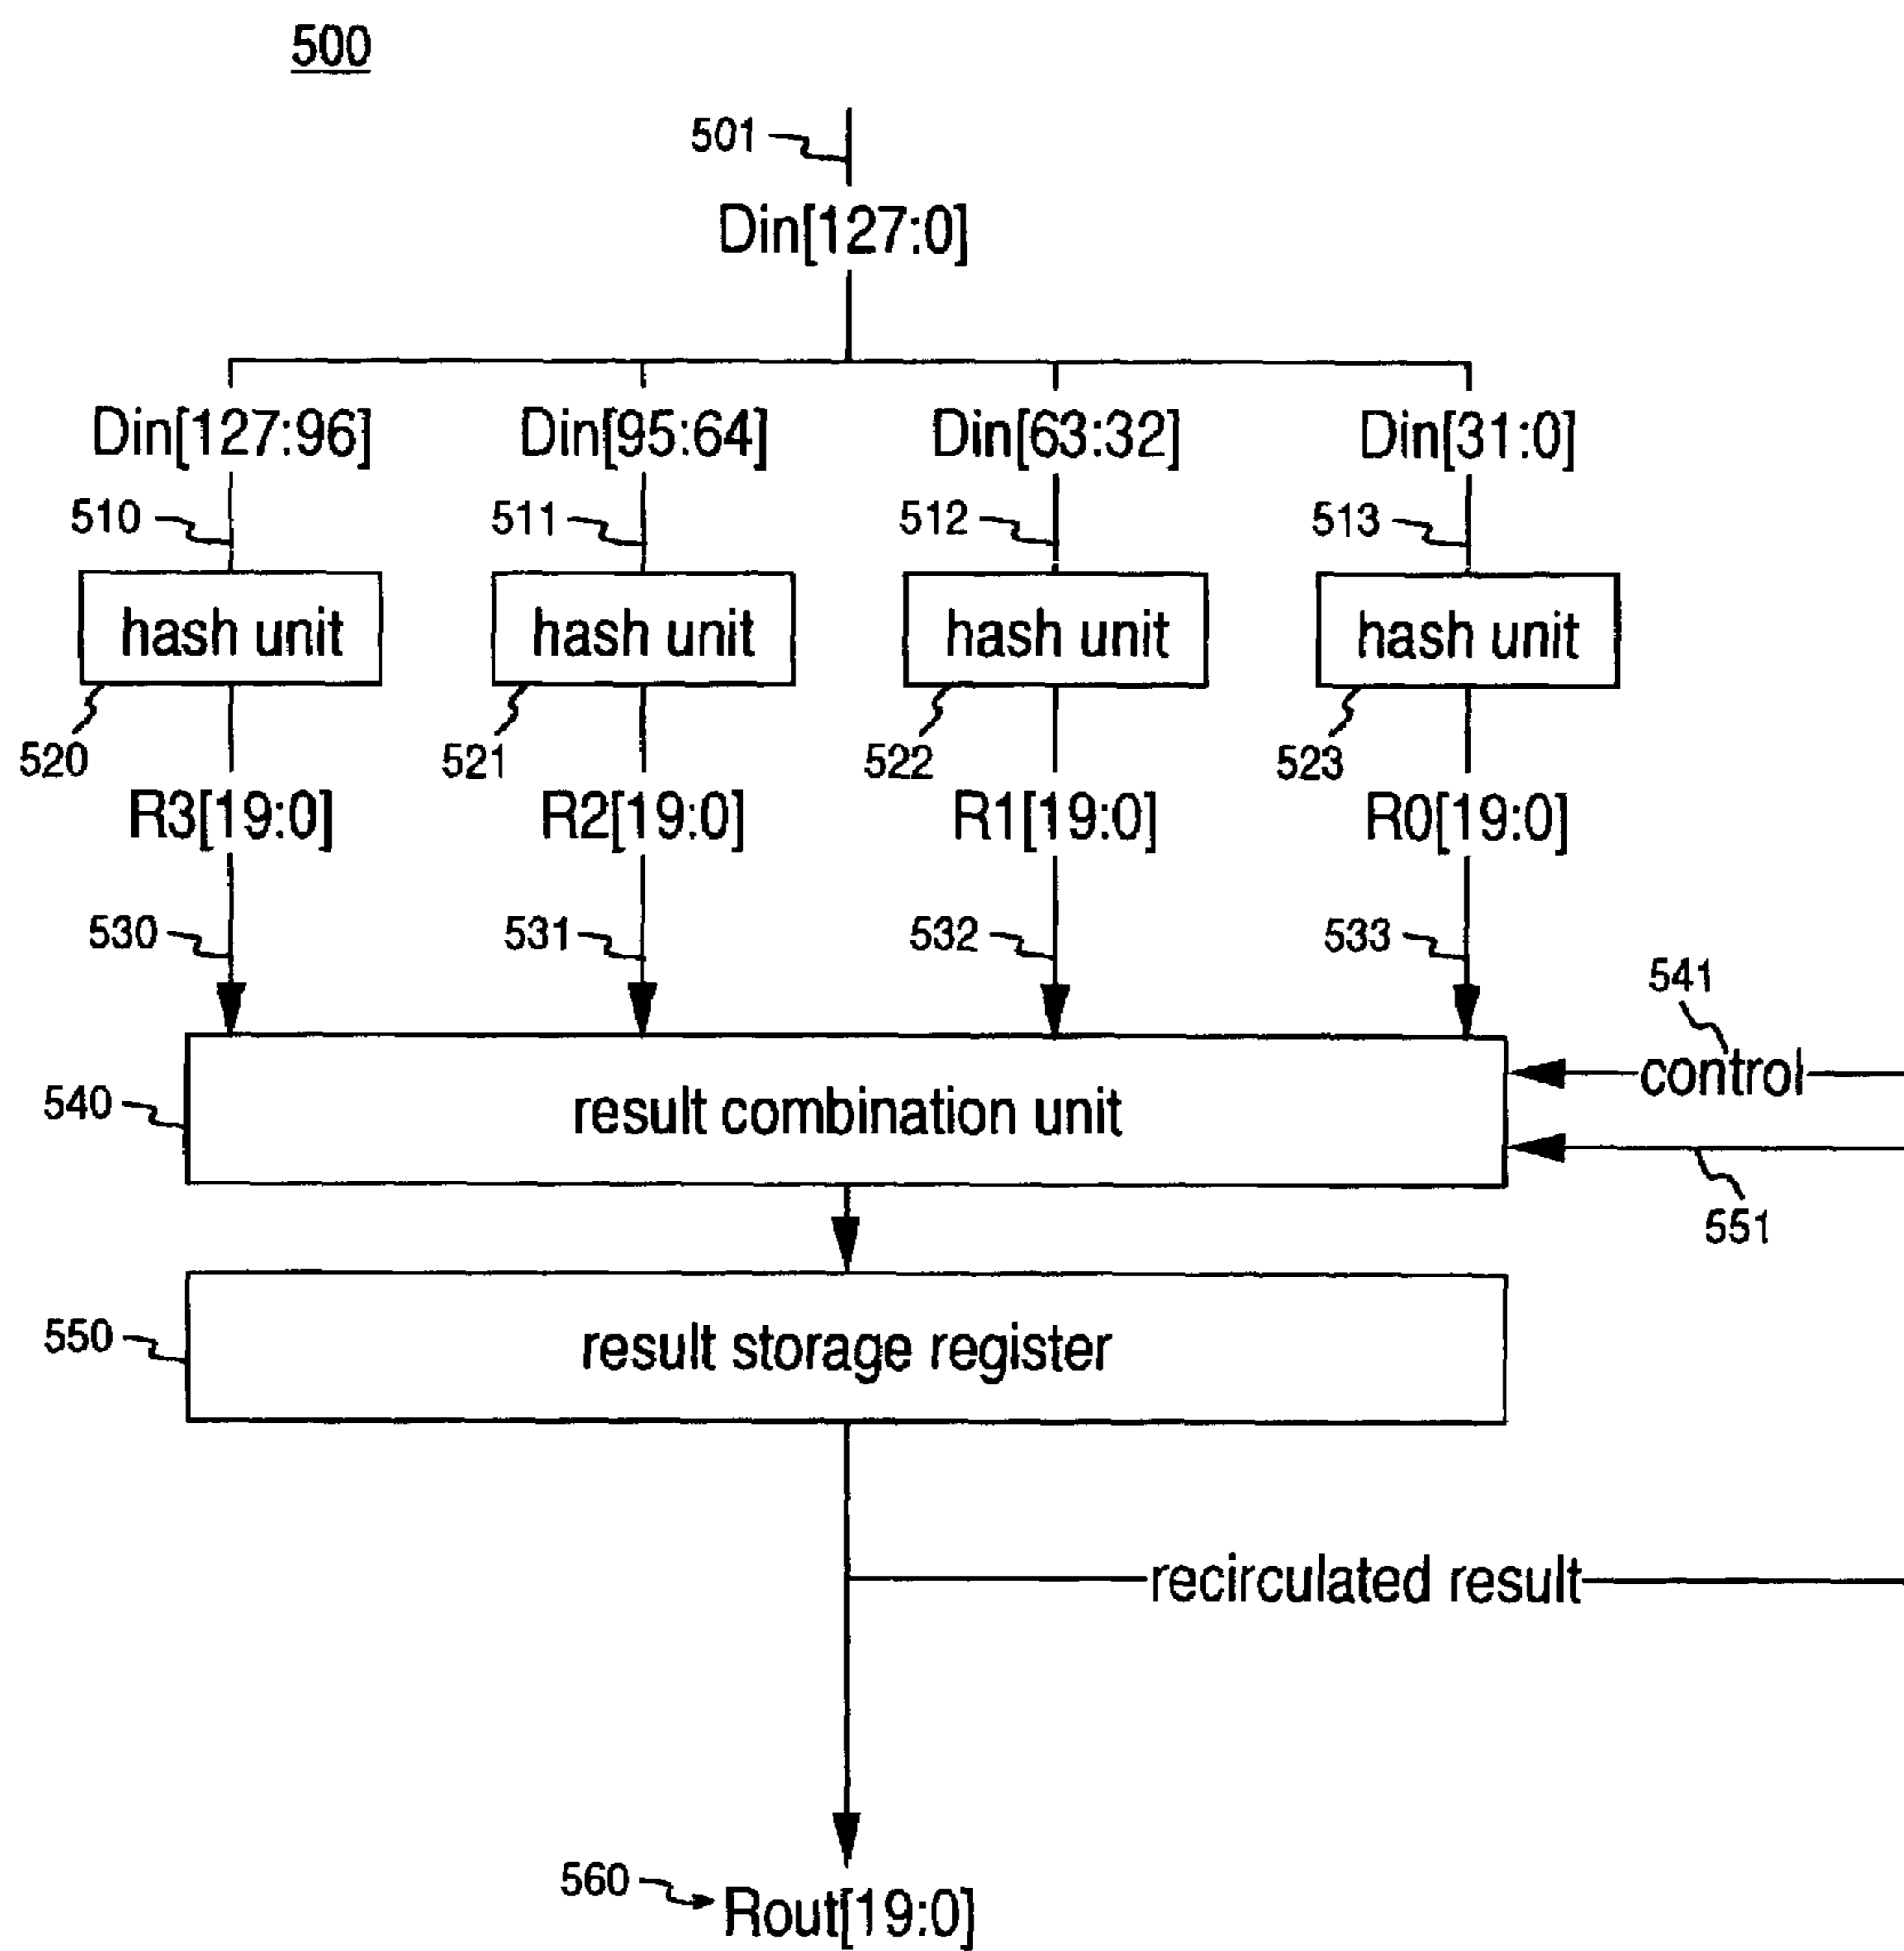 500
501
Din[127:0]
Din[127:96] Din[95:64] Din[63:32] Din[31:0]
510 511 512 513
hash unit hash unit hash unit hash unit
520 521 522 523
R3[19:0] R2[19:0] R1[19:0] R0[19:0]
530 531 532 533
541
control
540 result combination unit
551
550 result storage register
recirculated result
560 Rout[19:0]